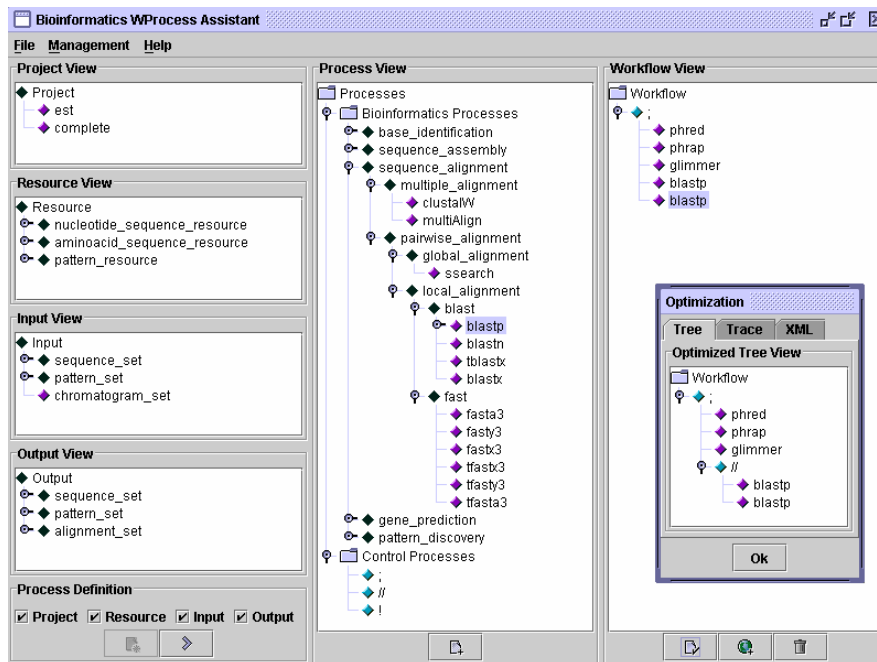 Bioinformatics WProcess Assistant
File Management Help
Project View
Project
est
complete
Resource View
Resource
nucleotide_sequence_resource
aminoacid_sequence_resource
pattern_resource
Input View
Input
sequence_set
pattern_set
chromatogram_set
Output View
Output
sequence_set
pattern_set
alignment_set
Process Definition
Project Resource Input Output
Process View
Processes
Bioinformatics Processes
base_identification
sequence_assembly
sequence_alignment
multiple_alignment
clustalW
multiAlign
pairwise_alignment
global_alignment
ssearch
local_alignment
blast
blastp
blastn
tblastx
blastx
fast
fasta3
fasty3
fastx3
tfastx3
tfasty3
tfasta3
gene_prediction
pattern_discovery
Control Processes
;
//
!
Workflow View
Workflow
;
phred
phrap
glimmer
blastp
blastp
Optimization
Tree Trace XML
Optimized Tree View
Workflow
;
phred
phrap
glimmer
//
blastp
blastp
Ok